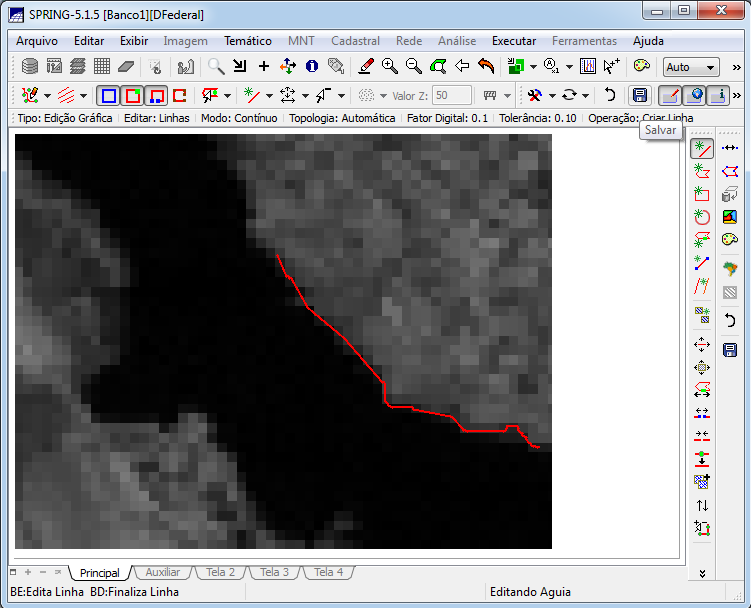 SPRING-5.1.5 [Banco1][DFederal]
Arquivo Editar Exibir Imagem Temático MNT Cadastral Rede Análise Executar Ferramentas Ajuda
Auto
Valor Z: 50
Tipo: Edição Gráfica Editar: Linhas Modo: Contínuo Topologia: Automática Fator Digital: 0.1 Tolerância: 0.10 Operação: Criar Linha
Salvar
Principal Auxiliar Tela 2 Tela 3 Tela 4
BE:Edita Linha BD:Finaliza Linha Editando Aguia